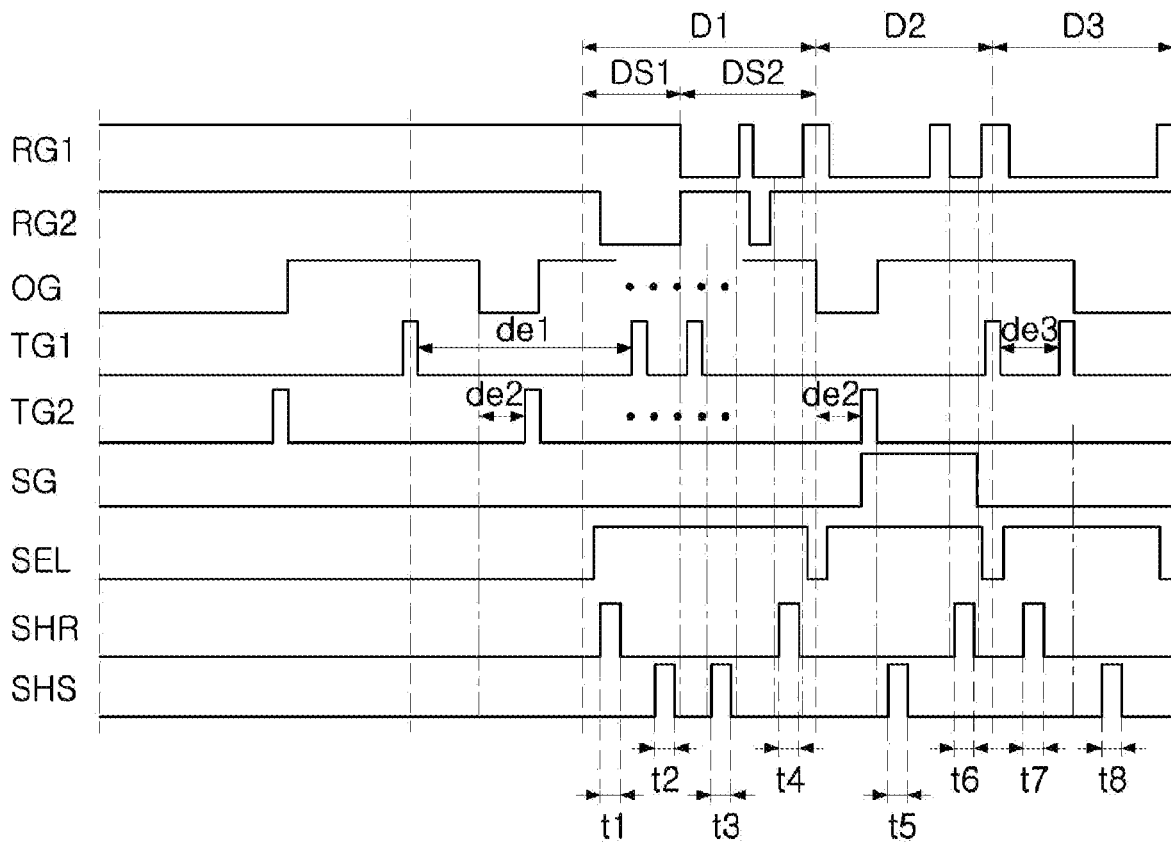 D1 D2 D3
DS1 DS2
RG1
RG2
OG
TG1 de1 de3
TG2 de2 de2
SG
SEL
SHR
SHS
t2 t4 t6 t7 t8
t1 t3 t5